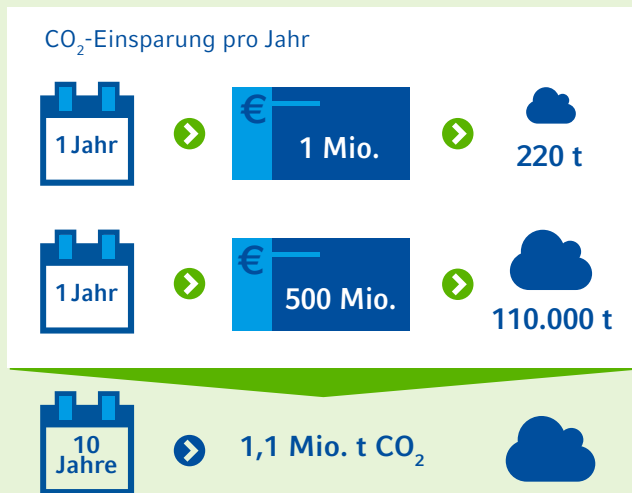 CO₂-Einsparung pro Jahr
1 Jahr
€
1 Mio.
220 t
1 Jahr
€
500 Mio.
110.000 t
10
Jahre
1,1 Mio. t CO₂